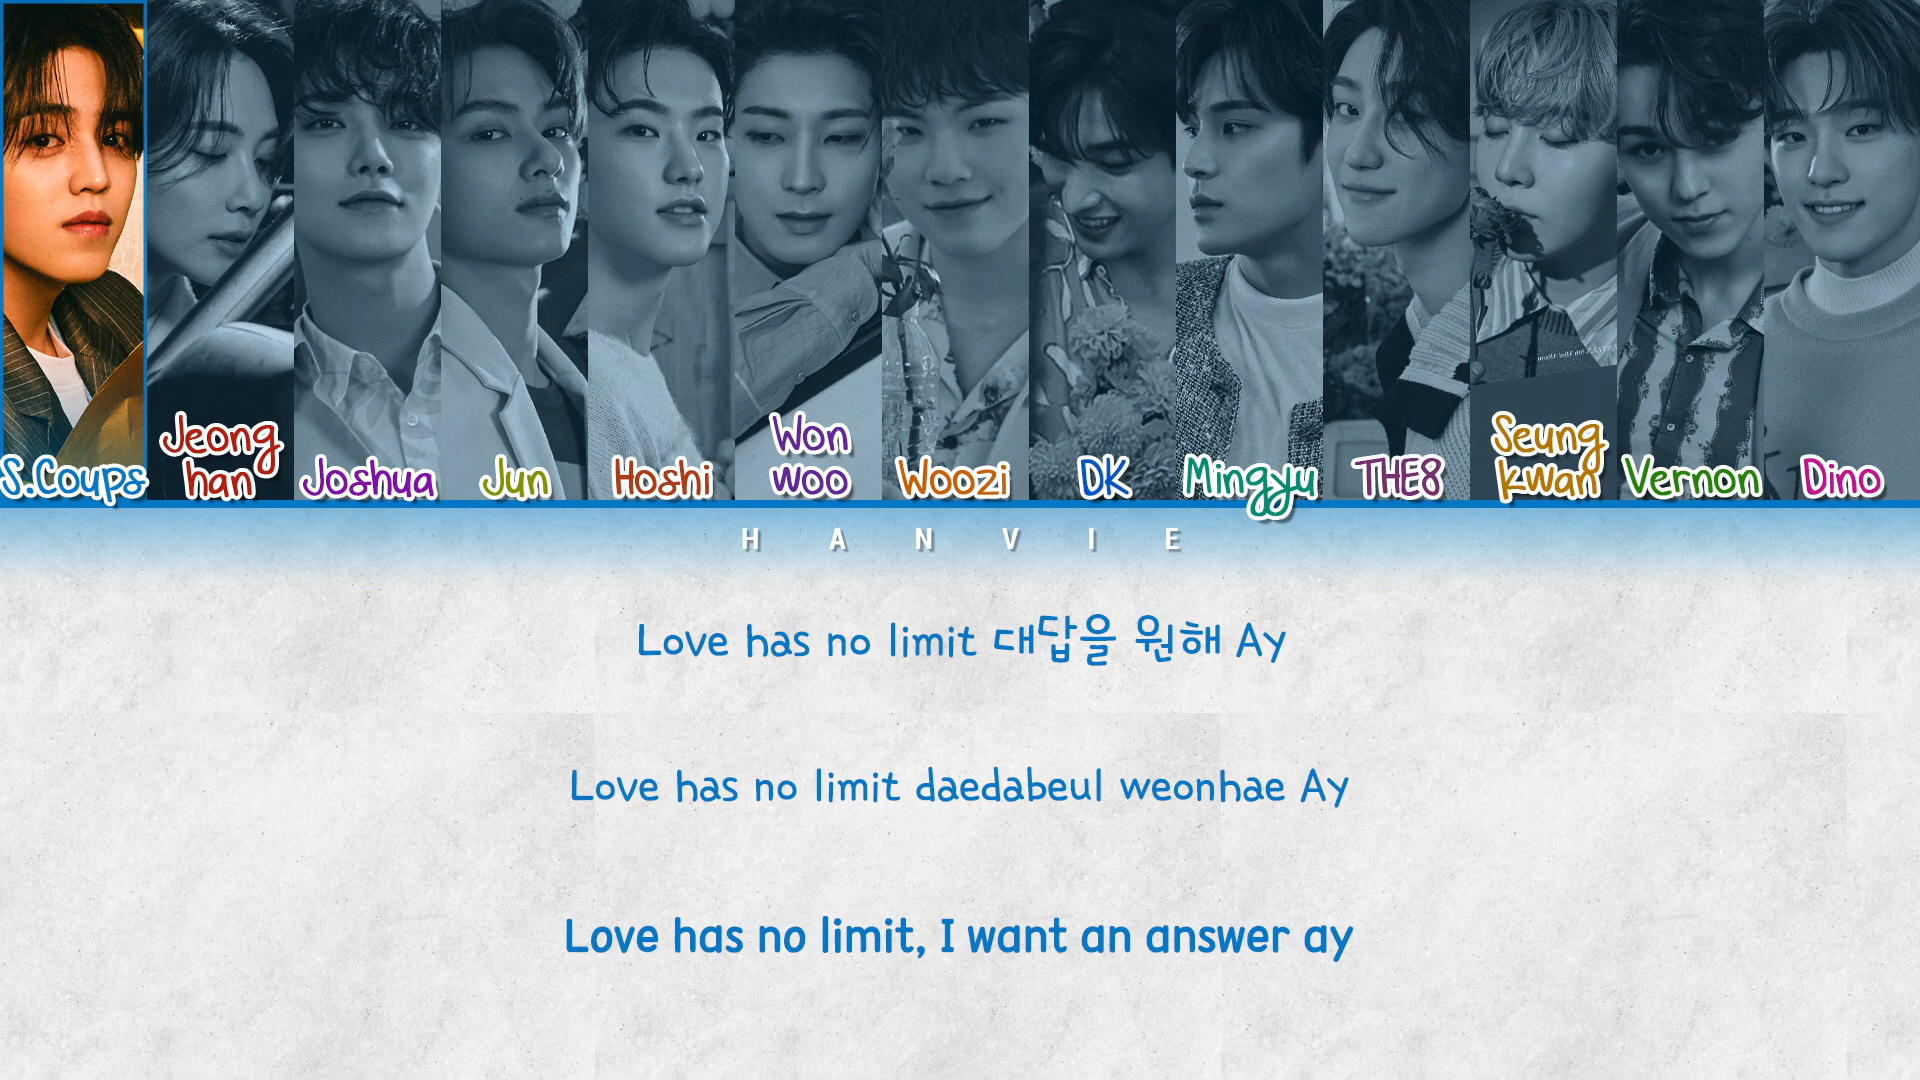 S.Coups
Jeong
han
Joshua
Jun
Hoshi
Won
woo
Woozi
DK
Mingyu
THE8
Seung
kwan
Vernon
Dino
HANVIE
Love has no limit 대답을 원해 Ay
Love has no limit daedabeul weonhae Ay
Love has no limit, I want an answer ay